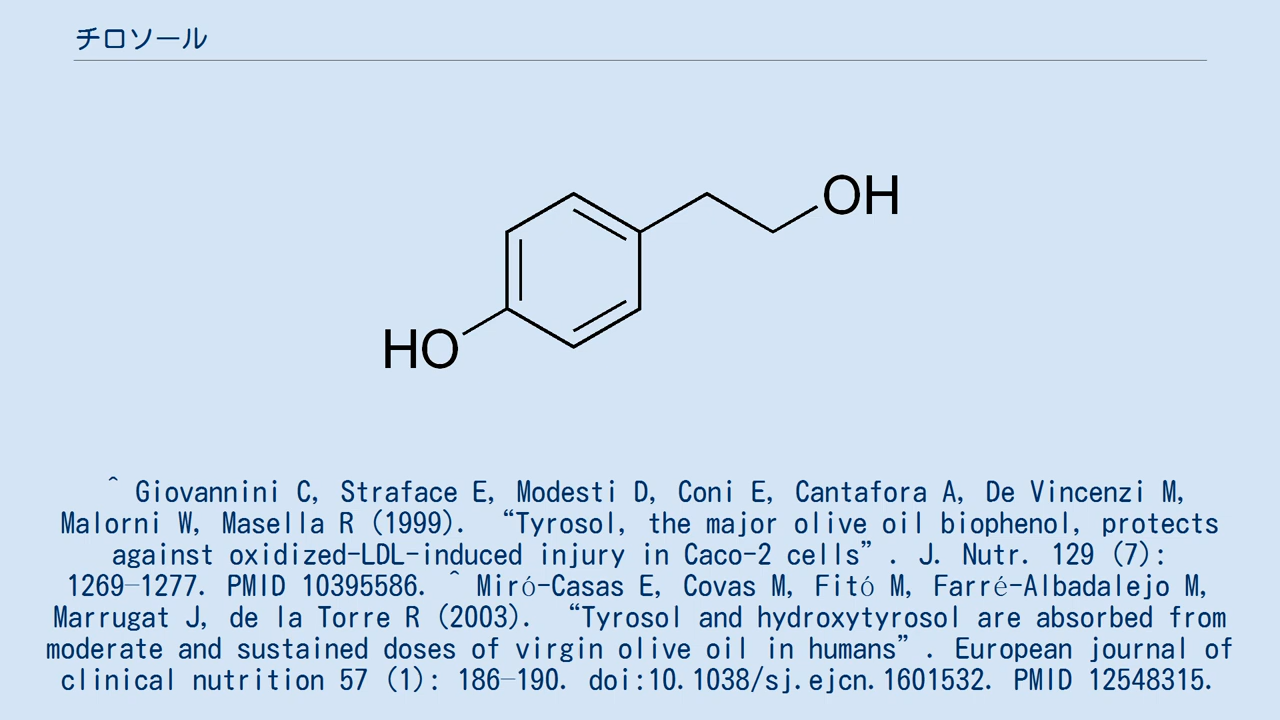 チロソール
OH
HO
^ Giovannini C, Straface E, Modesti D, Coni E, Cantafora A, De Vincenzi M,
Malorni W, Masella R (1999). “Tyrosol, the major olive oil biophenol, protects
against oxidized-LDL-induced injury in Caco-2 cells”. J. Nutr. 129 (7):
1269–1277. PMID 10395586. ^ Miró-Casas E, Covas M, Fitó M, Farré-Albadalejo M,
Marrugat J, de la Torre R (2003). “Tyrosol and hydroxytyrosol are absorbed from
moderate and sustained doses of virgin olive oil in humans”. European journal of
clinical nutrition 57 (1): 186–190. doi:10.1038/sj.ejcn.1601532. PMID 12548315.